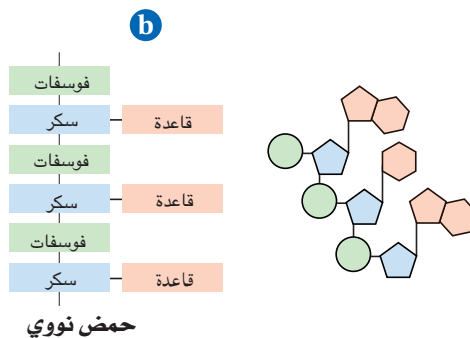 b
فوسفات
سكر قاعدة
فوسفات
سكر قاعدة
فوسفات
سكر قاعدة
حمض نووي